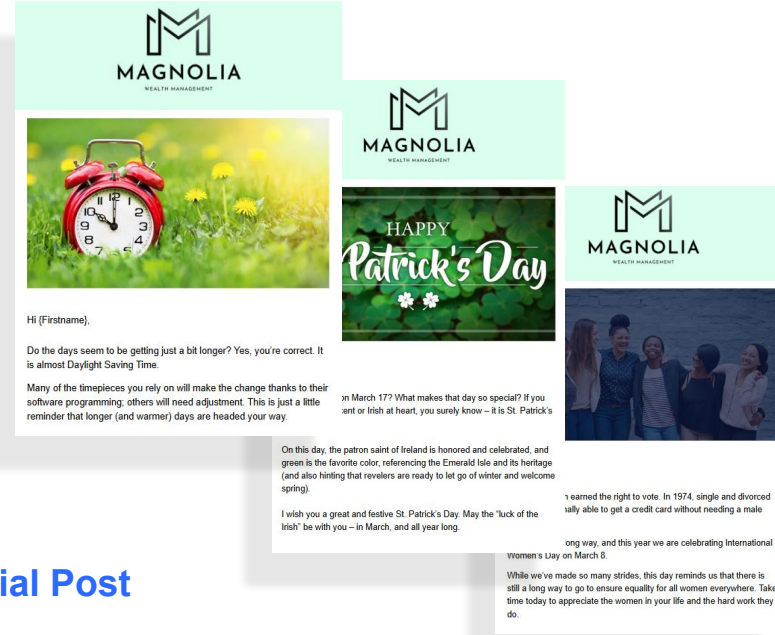 MAGNOLIA
WEALTH MANAGEMENT
Hi {Firstname},
Do the days seem to be getting just a bit longer? Yes, you're correct. It
is almost Daylight Saving Time.
Many of the timepieces you rely on will make the change thanks to their
software programming; others will need adjustment. This is just a little
reminder that longer (and warmer) days are headed your way.
MAGNOLIA
WEALTH MANAGEMENT
HAPPY
Patrick's Day
on March 17? What makes that day so special? If you
or Irish at heart, you surely know – it is St. Patrick's
On this day, the patron saint of Ireland is honored and celebrated, and
green is the favorite color, referencing the Emerald Isle and its heritage
(and also hinting that revelers are ready to let go of winter and welcome
spring).
I wish you a great and festive St. Patrick's Day. May the "luck of the
Irish" be with you – in March, and all year long.
MAGNOLIA
WEALTH MANAGEMENT
earned the right to vote. In 1974, single and divorced
able to get a credit card without needing a male
long way, and this year we are celebrating International
Women's Day on March 8.
While we've made so many strides, this day reminds us that there is
still a long way to go to ensure equality for all women everywhere. Take
time today to appreciate the women in your life and the hard work they
do.
ial Post